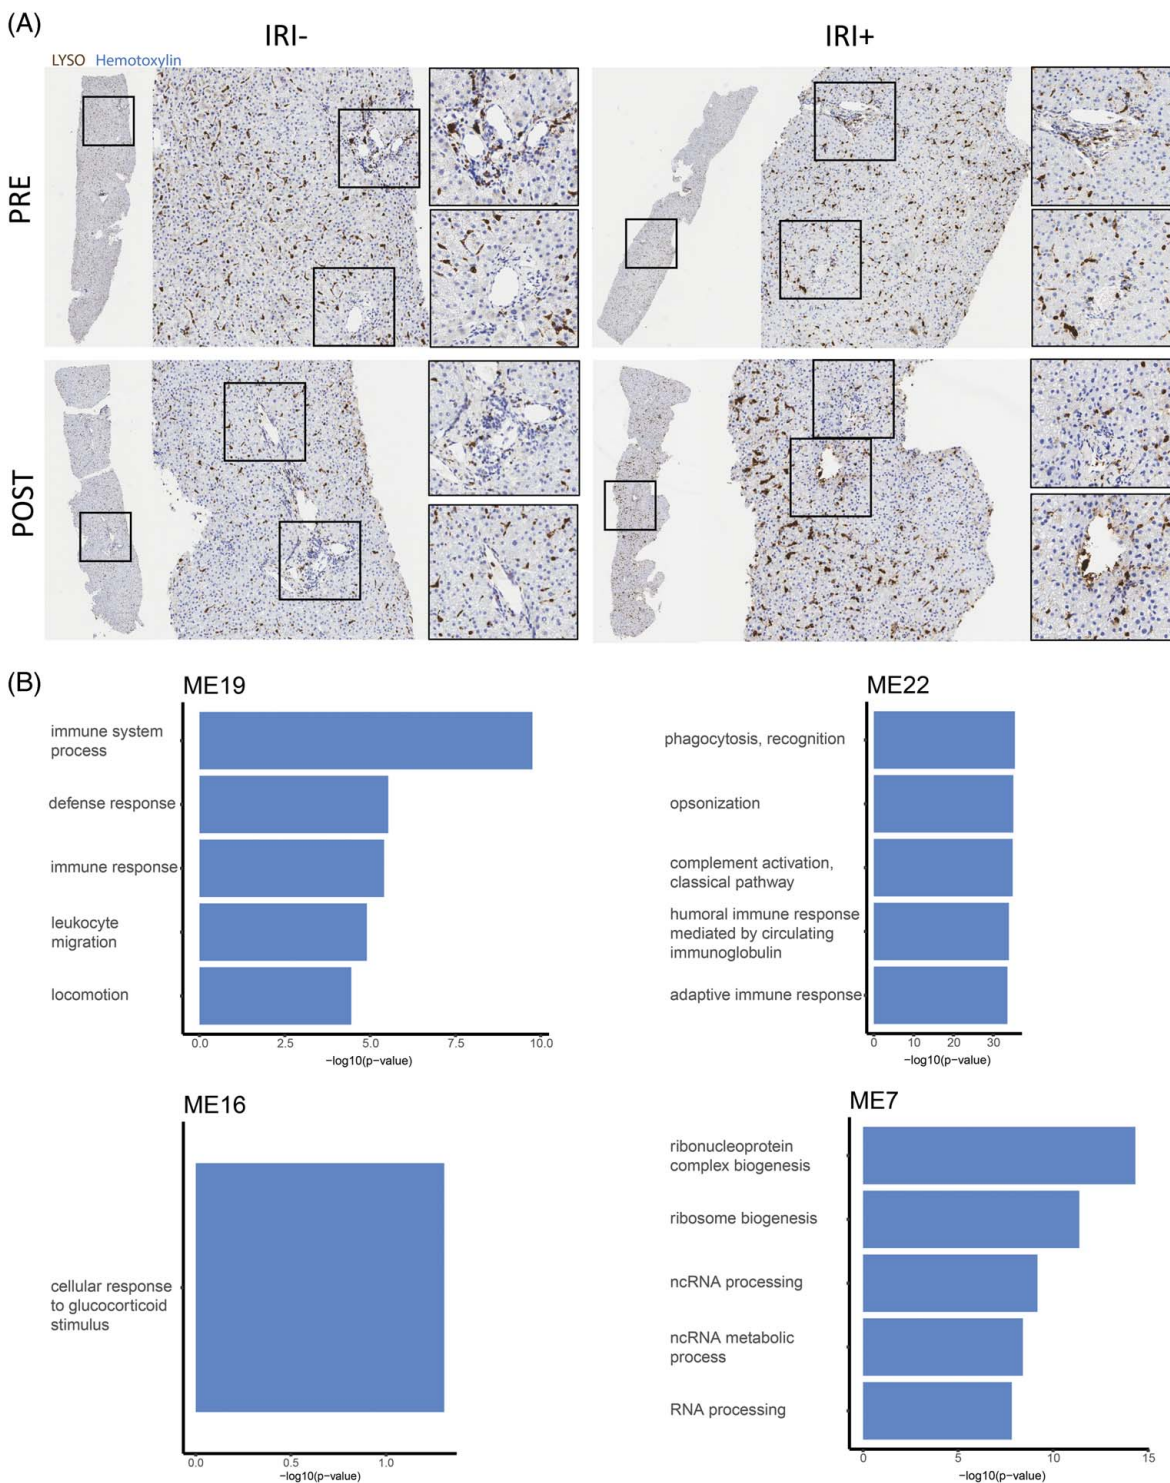 (A)
IRI-
IRI+
LYSO Hemotoxylin
PRE
POST
(B)
ME19
immune system
process
defense response
immune response
leukocyte
migration
locomotion
0.0 2.5 5.0 7.5 10.0
−log10(p−value)
ME22
phagocytosis, recognition
opsonization
complement activation,
classical pathway
humoral immune response
mediated by circulating
immunoglobulin
adaptive immune response
0 10 20 30
−log10(p−value)
ME16
cellular response
to glucocorticoid
stimulus
0.0 0.5 1.0
−log10(p−value)
ME7
ribonucleoprotein
complex biogenesis
ribosome biogenesis
ncRNA processing
ncRNA metabolic
process
RNA processing
0 5 10 15
−log10(p−value)